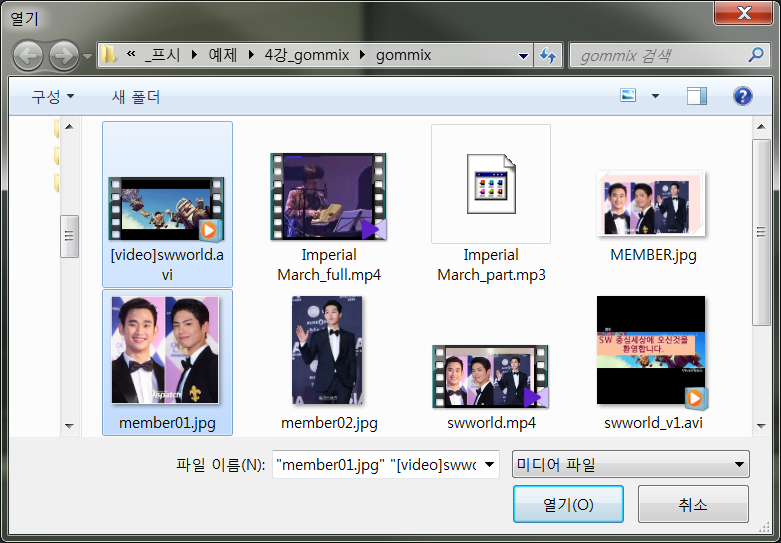 열기
« _프시 ▸ 예제 ▸ 4강_gommix ▸ gommix
gommix 검색
구성
새 폴더
[video]swworld.a
vi
Imperial
March_full.mp4
Imperial
March_part.mp3
MEMBER.jpg
SW 중심세상에 오신것을
환영합니다.
member01.jpg
member02.jpg
swworld.mp4
swworld_v1.avi
파일 이름(N):
"member01.jpg" "[video]swwc
미디어 파일
열기(O)
취소